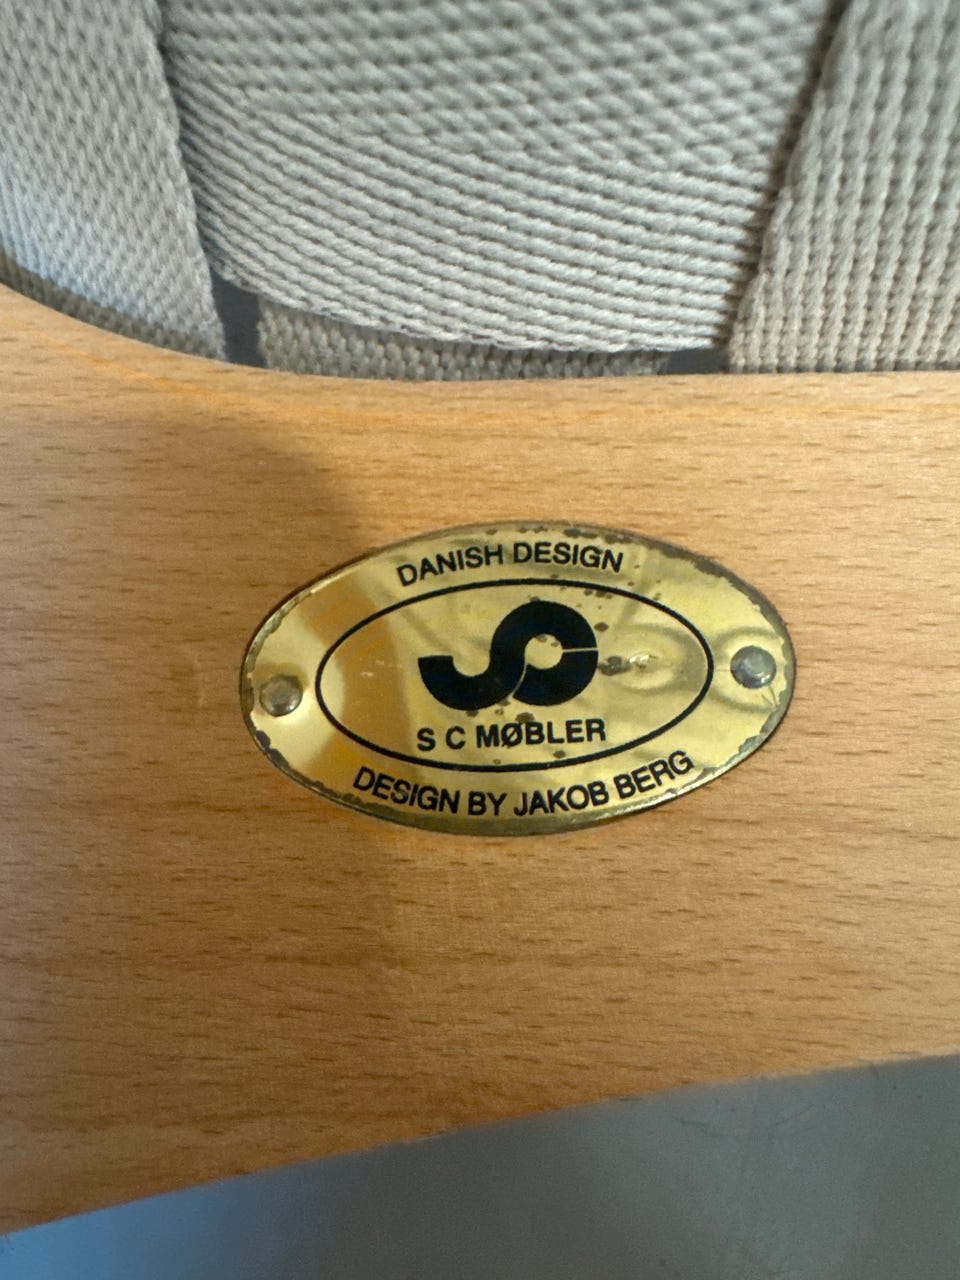 DANISH DESIGN
S C MØBLER
DESIGN BY JAKOB BERG